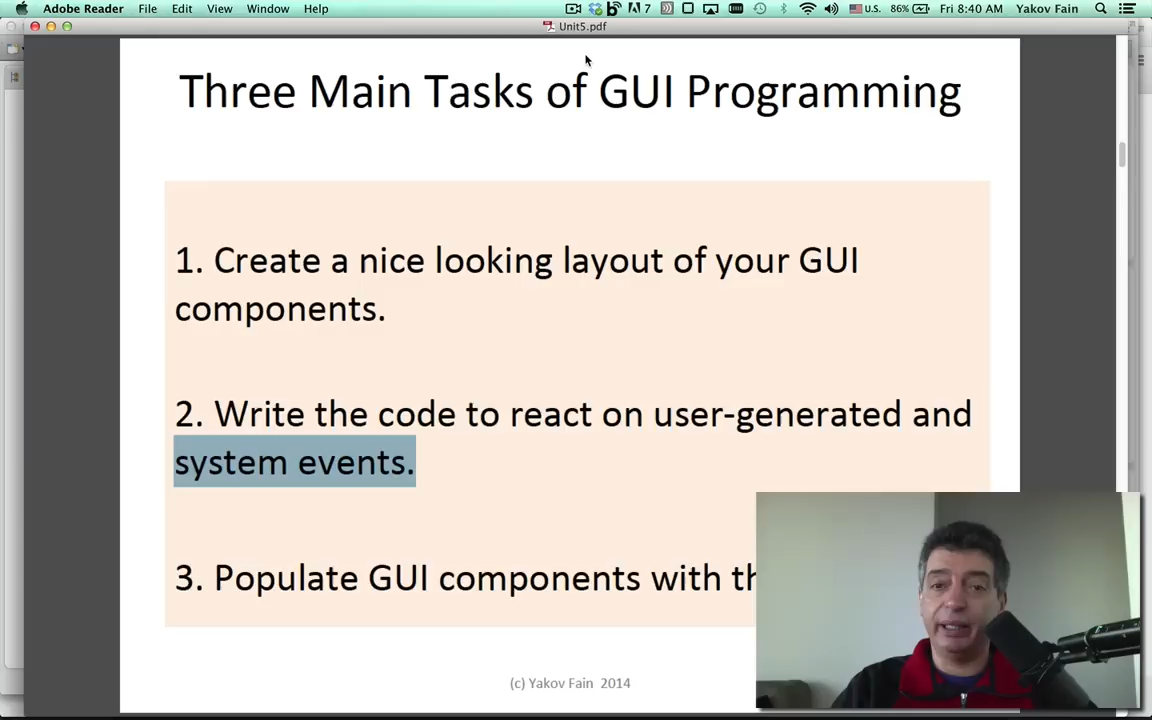 Adobe Reader File Edit View Window Help 7 U.S. 86% Fri 8:40 AM Yakov Fain
Unit5.pdf
Three Main Tasks of GUI Programming
1. Create a nice looking layout of your GUI
components.
2. Write the code to react on user-generated and
system events.
3. Populate GUI components with th
(c) Yakov Fain 2014